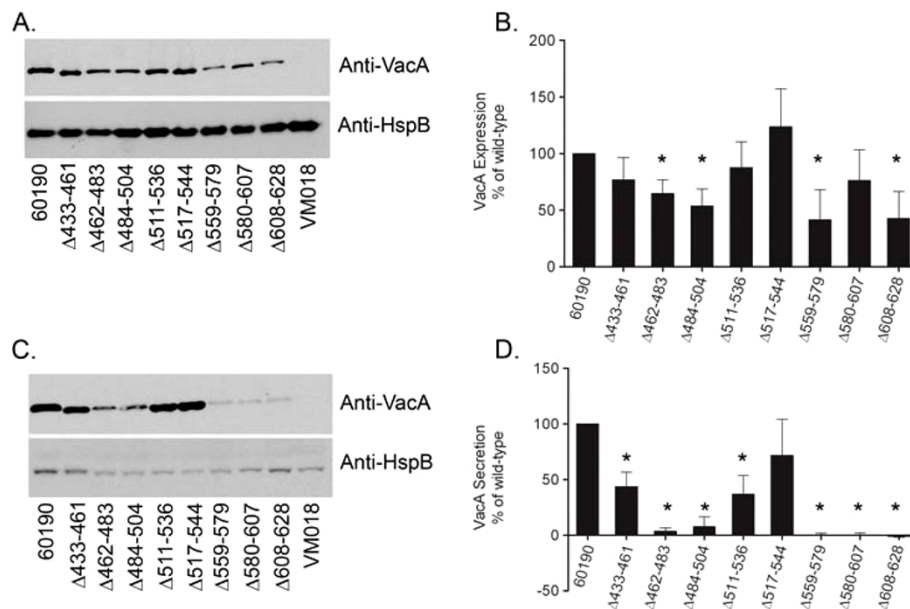 A.
Anti-VacA
Anti-HspB
60190
Δ433-461
Δ462-483
Δ484-504
Δ511-536
Δ517-544
Δ559-579
Δ580-607
Δ608-628
VM018
B.
VacA Expression
% of wild-type
200
150
100
50
0
* * * *
60190
Δ433-461
Δ462-483
Δ484-504
Δ511-536
Δ517-544
Δ559-579
Δ580-607
Δ608-628
C.
Anti-VacA
Anti-HspB
60190
Δ433-461
Δ462-483
Δ484-504
Δ511-536
Δ517-544
Δ559-579
Δ580-607
Δ608-628
VM018
D.
VacA Secretion
% of wild-type
150
100
50
0
-50
* * * * * * *
60190
Δ433-461
Δ462-483
Δ484-504
Δ511-536
Δ517-544
Δ559-579
Δ580-607
Δ608-628